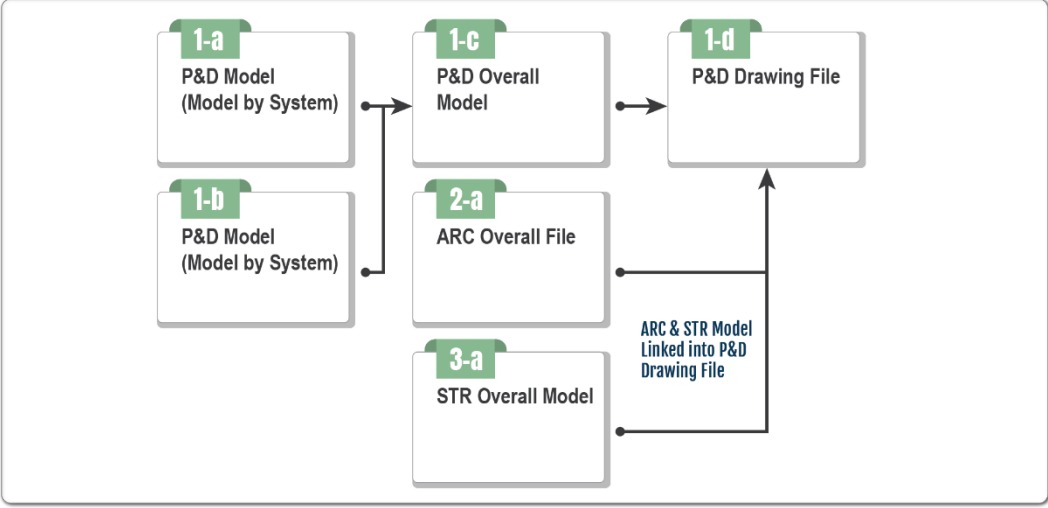 1-a
P&D Model
(Model by System)
1-c
P&D Overall
Model
1-d
P&D Drawing File
1-b
P&D Model
(Model by System)
2-a
ARC Overall File
ARC & STR Model
Linked into P&D
Drawing File
3-a
STR Overall Model